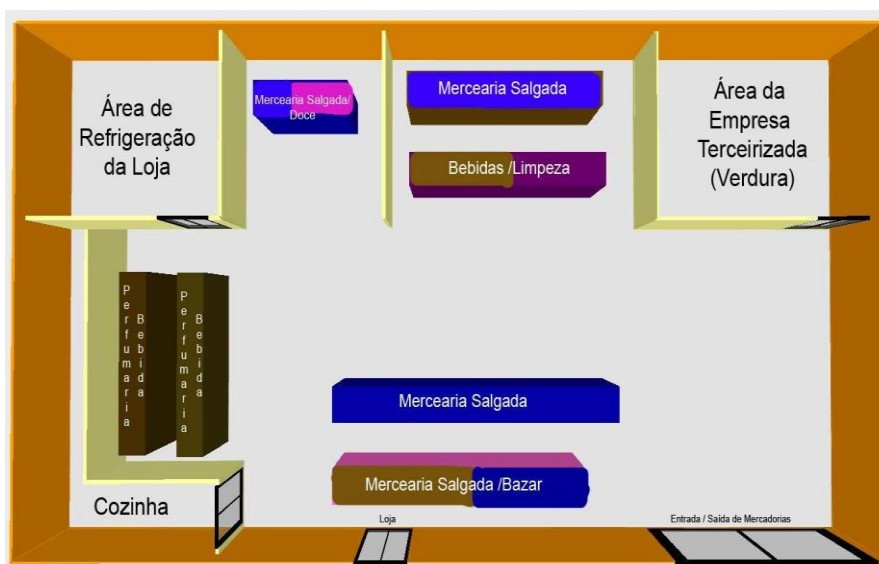 Área de
Refrigeração
da Loja
Mercearia Salgada/
Doce
Mercearia Salgada
Bebidas /Limpeza
Área da
Empresa
Terceirizada
(Verdura)
Perfumaria
Bebida
Perfumaria
Bebida
Mercearia Salgada
Mercearia Salgada /Bazar
Cozinha
Loja
Entrada / Saída de Mercadorias